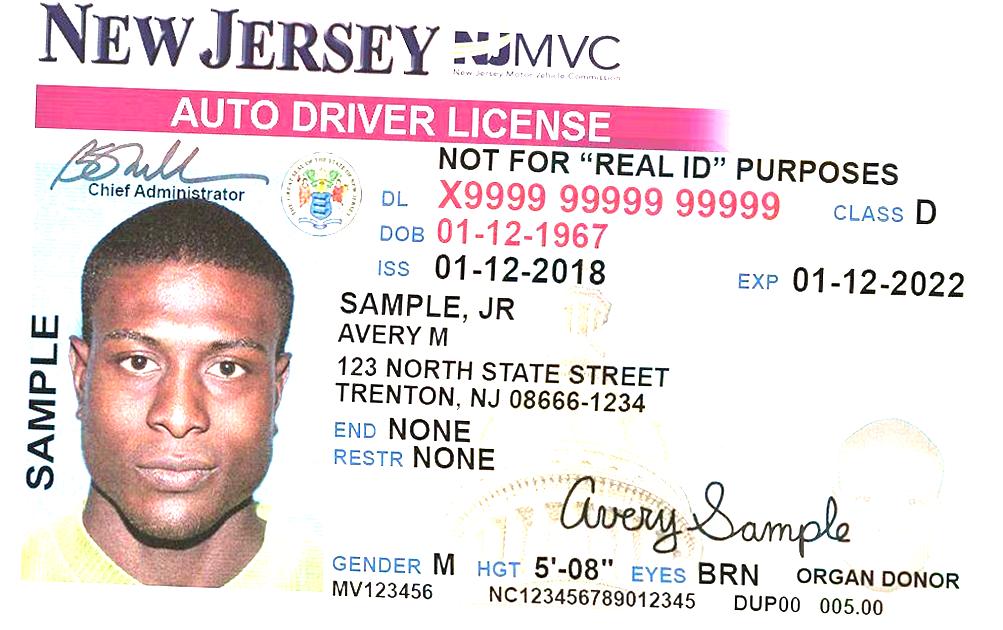 NEW JERSEY NJMVC
New Jersey Motor Vehicle Commission
AUTO DRIVER LICENSE
Chief Administrator
NOT FOR “REAL ID” PURPOSES
DL X9999 99999 99999 CLASS D
DOB 01-12-1967
ISS 01-12-2018 EXP 01-12-2022
SAMPLE, JR
AVERY M
123 NORTH STATE STREET
TRENTON, NJ 08666-1234
SAMPLE
END NONE
RESTR NONE
Avery Sample
GENDER M HGT 5'-08" EYES BRN ORGAN DONOR
MV123456 NC123456789012345 DUP00 005.00